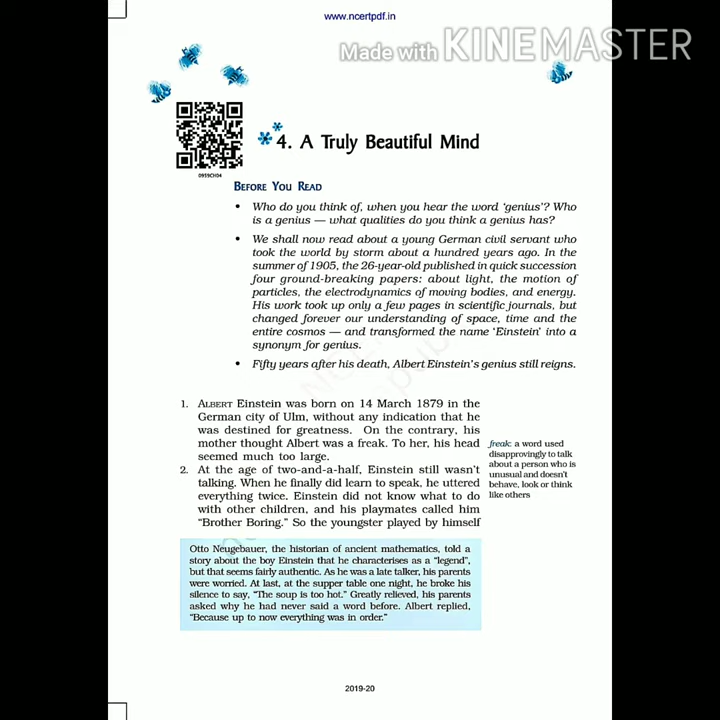 www.ncertpdf.in
Made with KINEMASTER
0959CH04
4. A Truly Beautiful Mind
BEFORE YOU READ
• Who do you think of, when you hear the word ‘genius’? Who
is a genius — what qualities do you think a genius has?
• We shall now read about a young German civil servant who
took the world by storm about a hundred years ago. In the
summer of 1905, the 26-year-old published in quick succession
four ground-breaking papers: about light, the motion of
particles, the electrodynamics of moving bodies, and energy.
His work took up only a few pages in scientific journals, but
changed forever our understanding of space, time and the
entire cosmos — and transformed the name ‘Einstein’ into a
synonym for genius.
• Fifty years after his death, Albert Einstein’s genius still reigns.
1. ALBERT Einstein was born on 14 March 1879 in the
German city of Ulm, without any indication that he
was destined for greatness. On the contrary, his
mother thought Albert was a freak. To her, his head
seemed much too large.
2. At the age of two-and-a-half, Einstein still wasn’t
talking. When he finally did learn to speak, he uttered
everything twice. Einstein did not know what to do
with other children, and his playmates called him
“Brother Boring.” So the youngster played by himself
freak: a word used
disapprovingly to talk
about a person who is
unusual and doesn’t
behave, look or think
like others
Otto Neugebauer, the historian of ancient mathematics, told a
story about the boy Einstein that he characterises as a “legend”,
but that seems fairly authentic. As he was a late talker, his parents
were worried. At last, at the supper table one night, he broke his
silence to say, “The soup is too hot.” Greatly relieved, his parents
asked why he had never said a word before. Albert replied,
“Because up to now everything was in order.”
2019-20